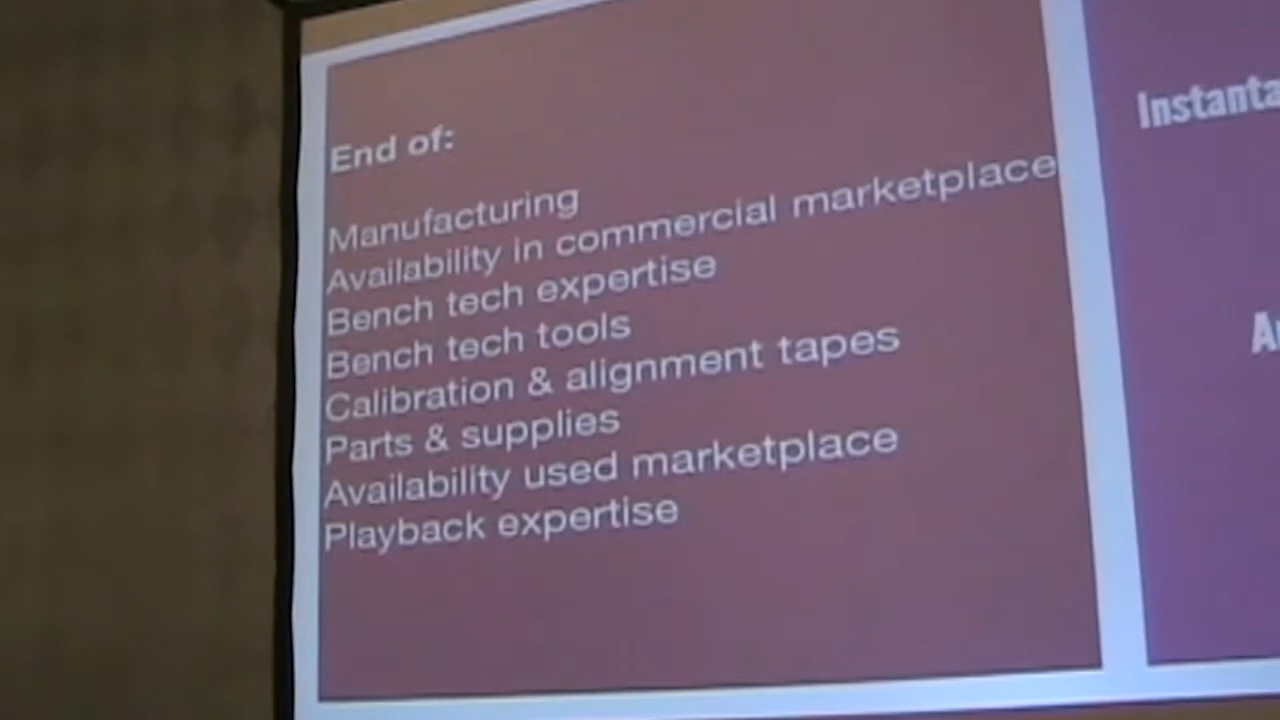 End of:
Manufacturing
Availability in commercial marketplace
Bench tech expertise
Bench tech tools
Calibration & alignment tapes
Parts & supplies
Availability used marketplace
Playback expertise